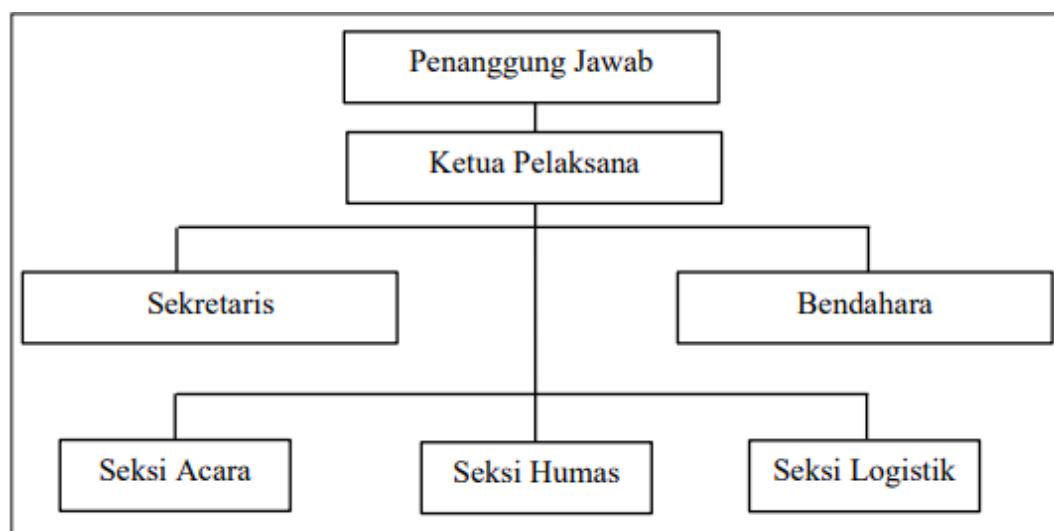 Penanggung Jawab
Ketua Pelaksana
Sekretaris
Bendahara
Seksi Acara
Seksi Humas
Seksi Logistik